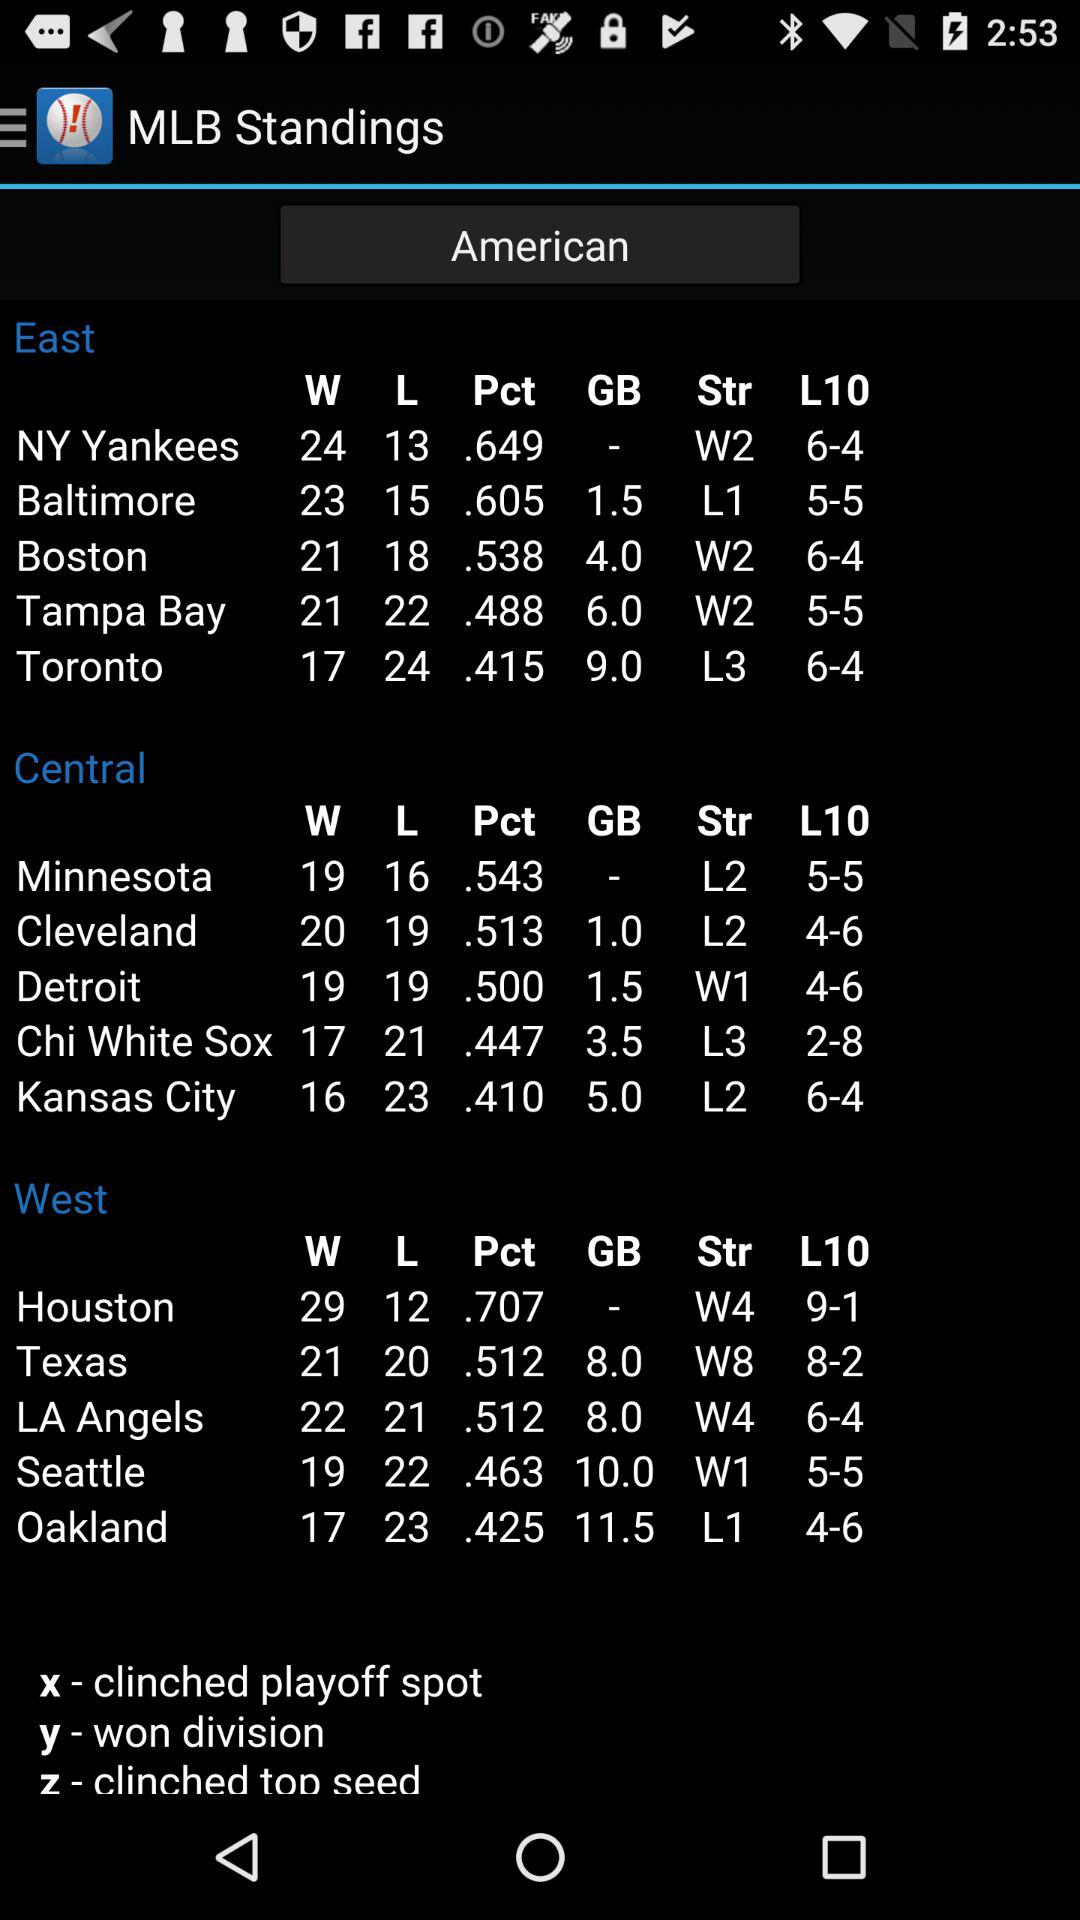 FAKE 2:53
MLB Standings
American
East
W L Pct GB Str L10
NY Yankees 24 13 .649 - W2 6-4
Baltimore 23 15 .605 1.5 L1 5-5
Boston 21 18 .538 4.0 W2 6-4
Tampa Bay 21 22 .488 6.0 W2 5-5
Toronto 17 24 .415 9.0 L3 6-4
Central
W L Pct GB Str L10
Minnesota 19 16 .543 - L2 5-5
Cleveland 20 19 .513 1.0 L2 4-6
Detroit 19 19 .500 1.5 W1 4-6
Chi White Sox 17 21 .447 3.5 L3 2-8
Kansas City 16 23 .410 5.0 L2 6-4
West
W L Pct GB Str L10
Houston 29 12 .707 - W4 9-1
Texas 21 20 .512 8.0 W8 8-2
LA Angels 22 21 .512 8.0 W4 6-4
Seattle 19 22 .463 10.0 W1 5-5
Oakland 17 23 .425 11.5 L1 4-6
x - clinched playoff spot
y - won division
z - clinched top seed